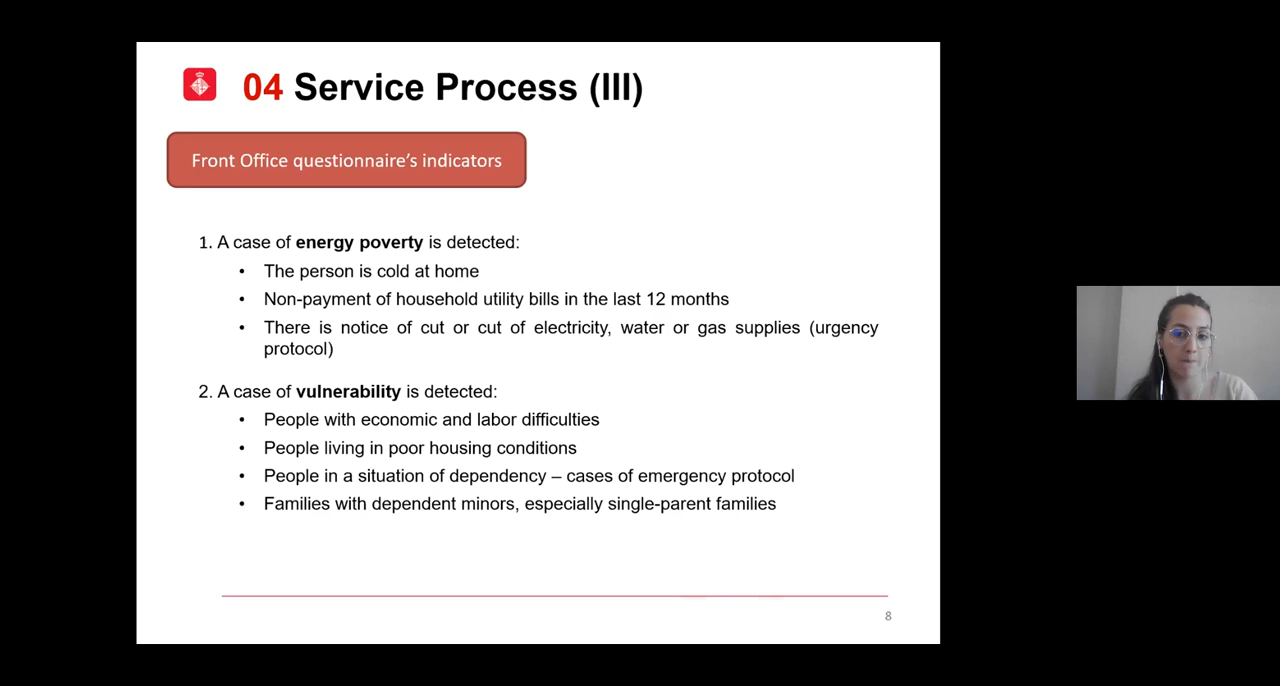 04 Service Process (III)
Front Office questionnaire's indicators
1. A case of energy poverty is detected:
• The person is cold at home
• Non-payment of household utility bills in the last 12 months
• There is notice of cut or cut of electricity, water or gas supplies (urgency
protocol)
2. A case of vulnerability is detected:
• People with economic and labor difficulties
• People living in poor housing conditions
• People in a situation of dependency – cases of emergency protocol
• Families with dependent minors, especially single-parent families
8